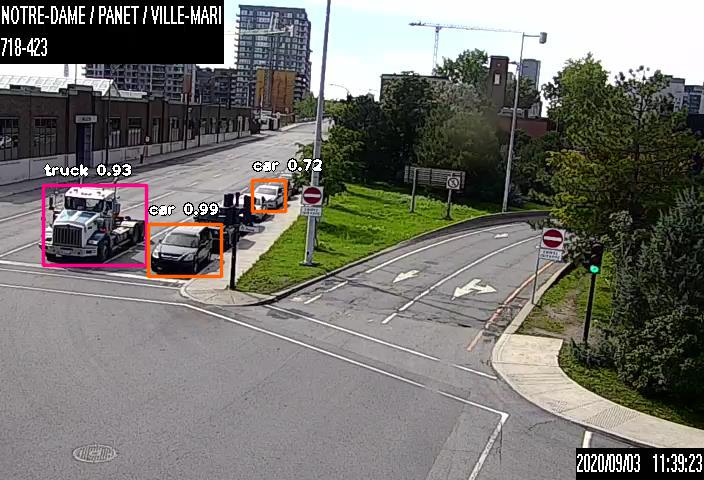 NOTRE-DAME / PANET / VILLE-MARI
718-423
truck 0.93
car 0.72
car 0.99
2020/09/03 11:39:23